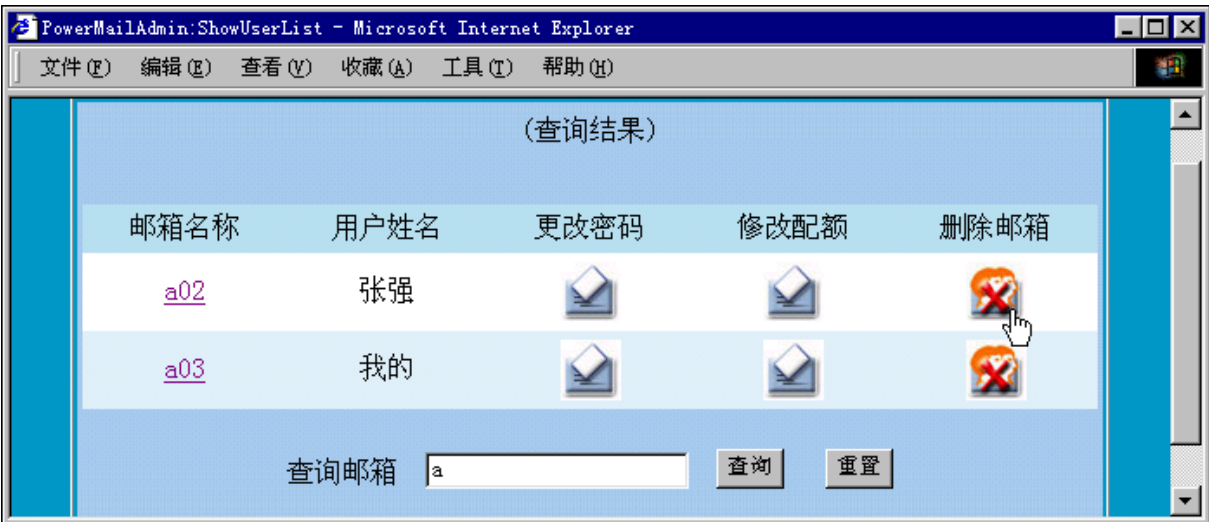 PowerMailAdmin:ShowUserList - Microsoft Internet Explorer
文件(F) 编辑(E) 查看(V) 收藏(A) 工具(T) 帮助(H)
（查询结果）
邮箱名称 用户姓名 更改密码 修改配额 删除邮箱
a02 张强
a03 我的
查询邮箱 a 查询 重置